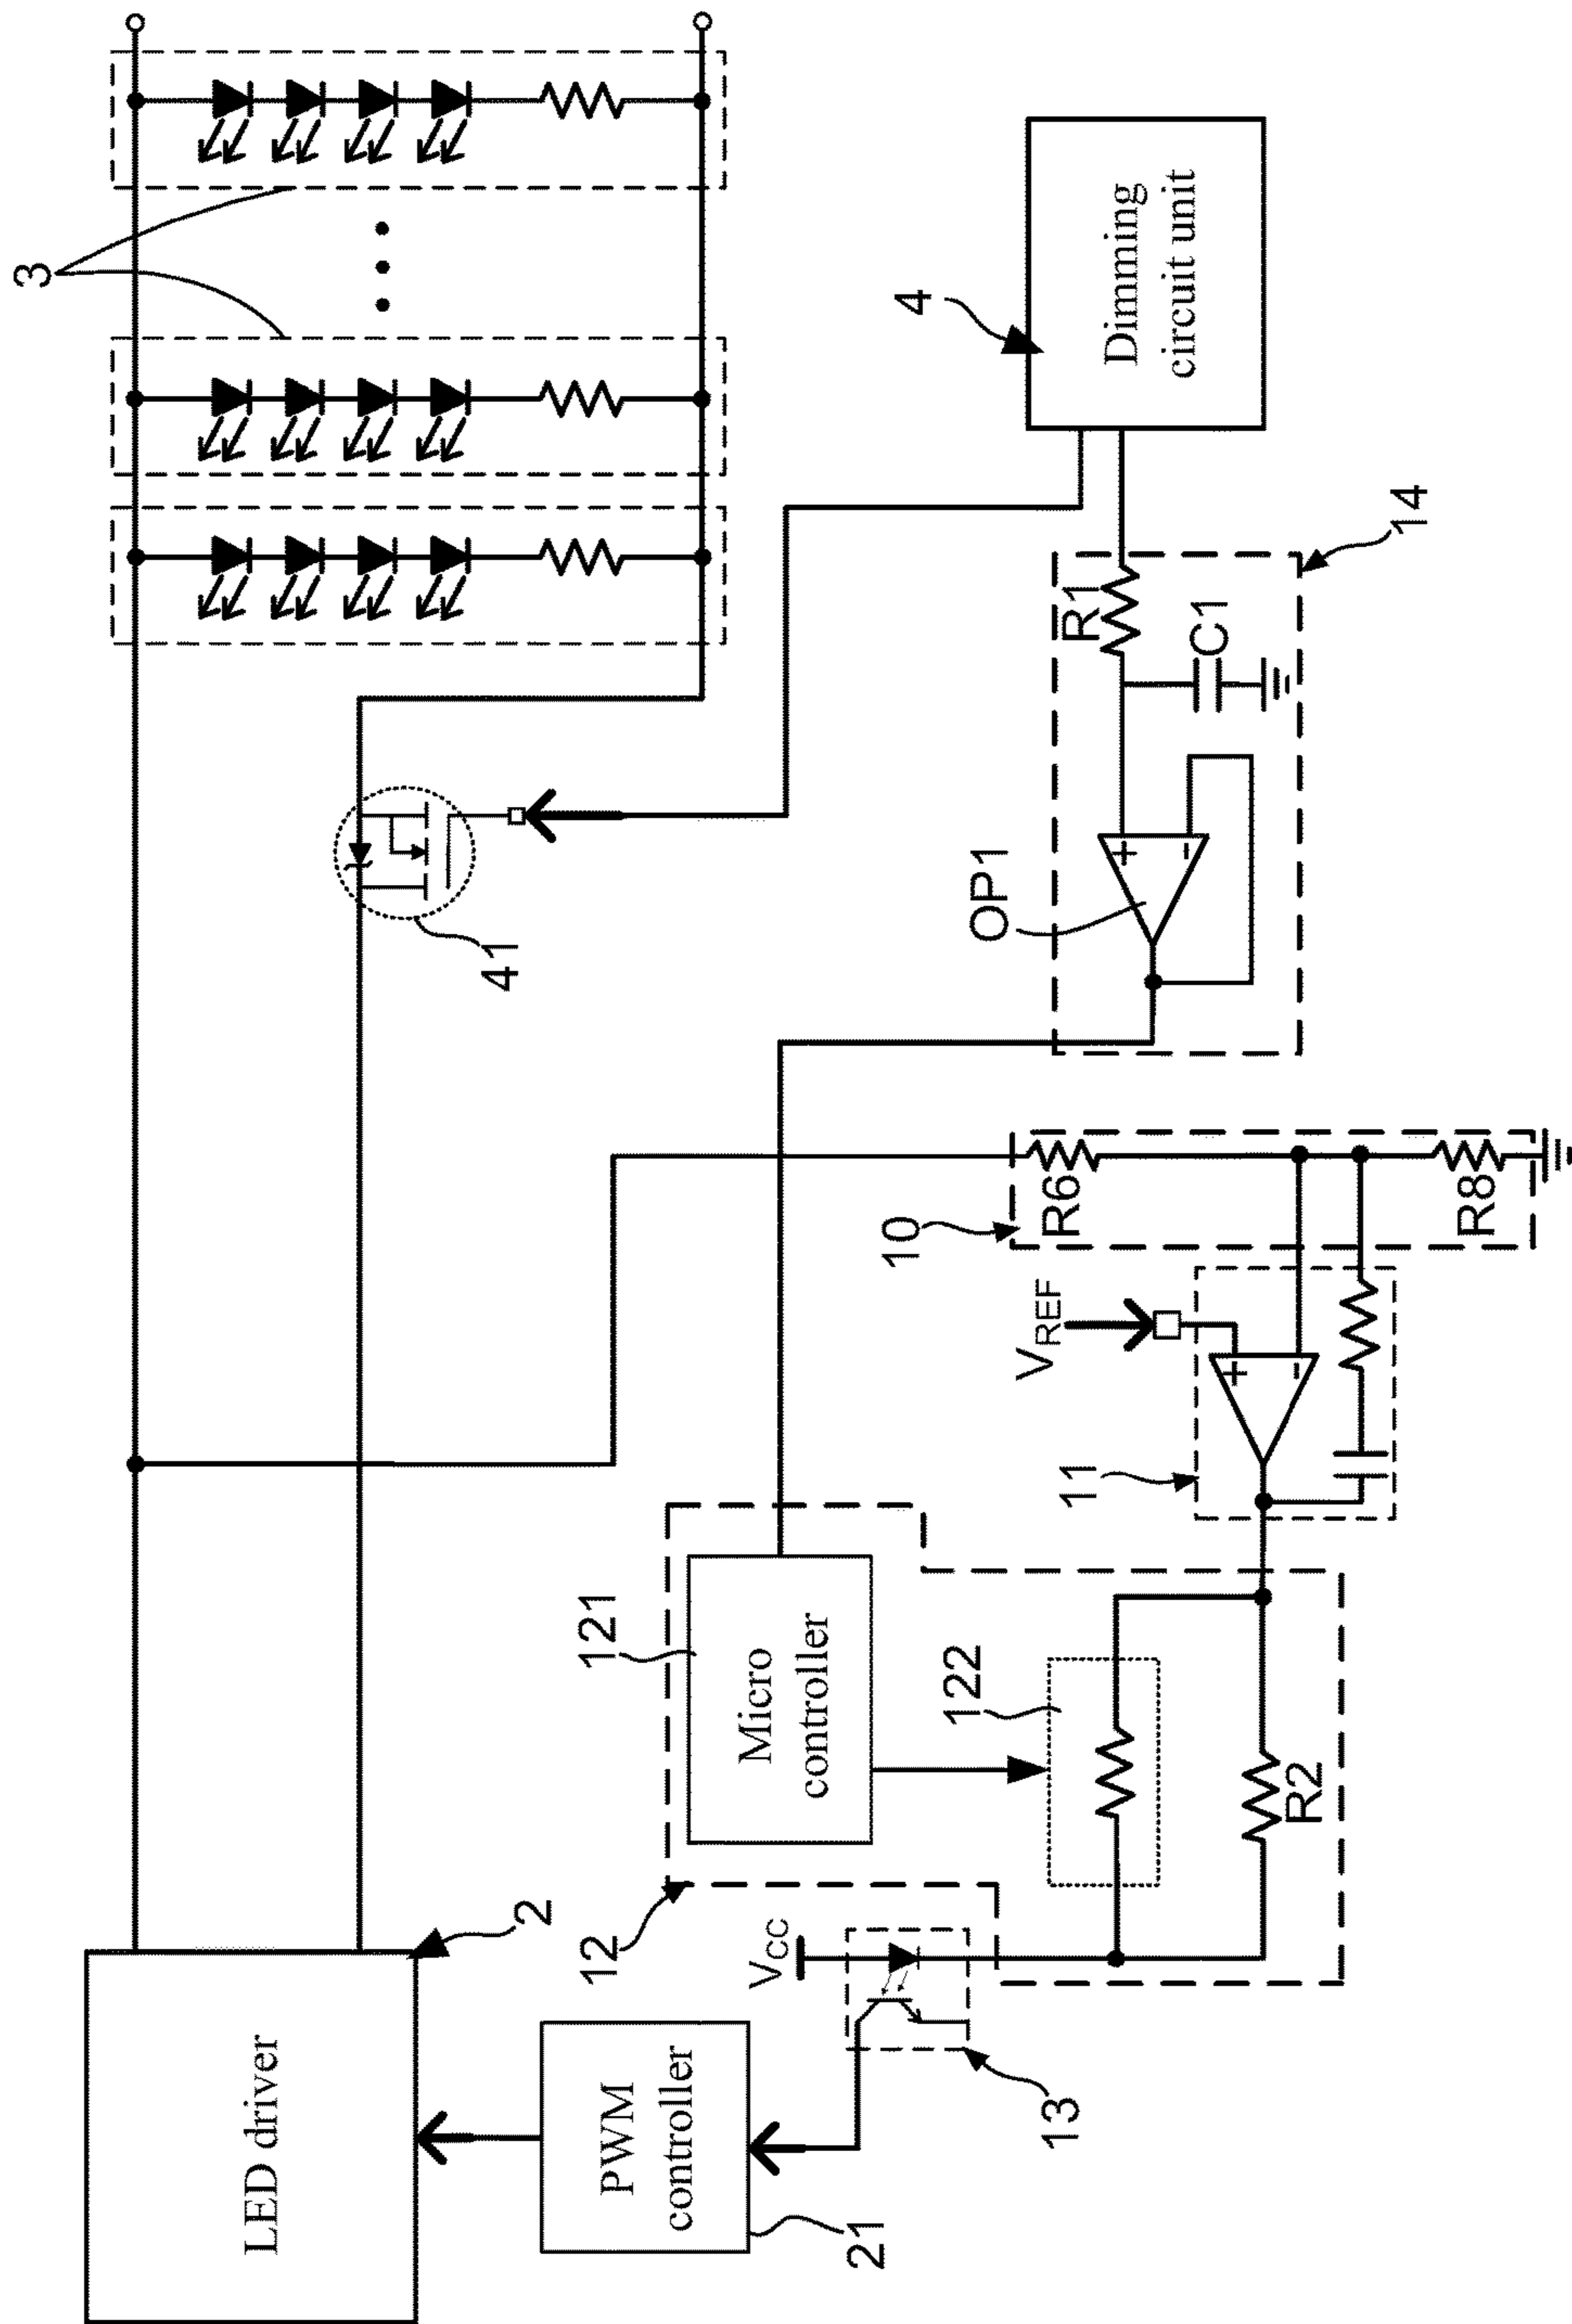 3
4
Dimming
circuit unit
14
R1
C1
OP1
41
10
R6
R8
VREF
11
+
-
+
-
121
Micro
controller
122
R2
12
VCC
13
2
LED driver
PWM
controller
21